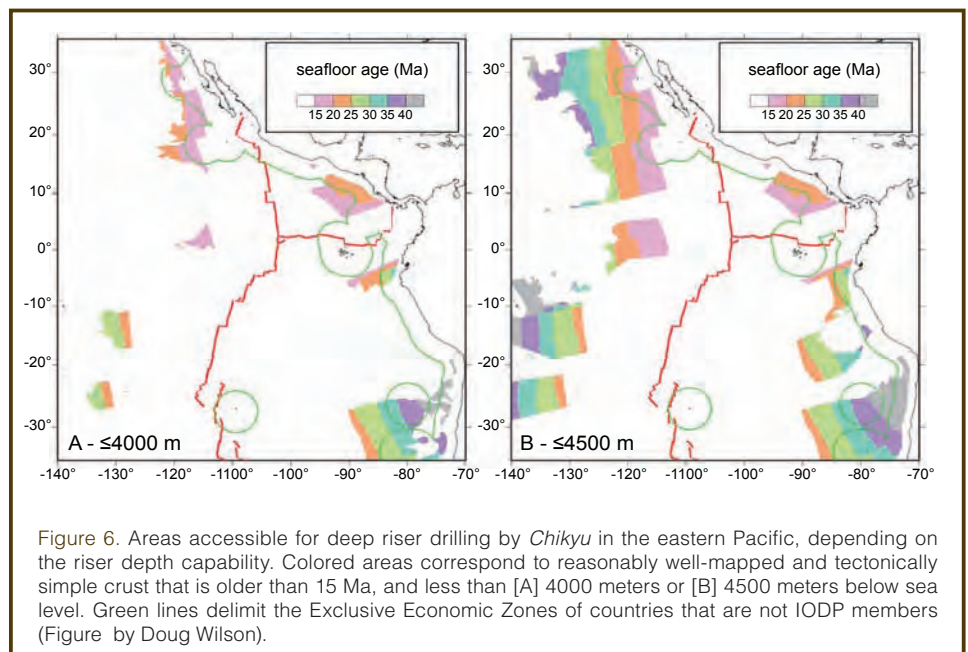 seafloor age (Ma)
15 20 25 30 35 40
seafloor age (Ma)
15 20 25 30 35 40
30°
20°
10°
0°
-10°
-20°
-30°
30°
20°
10°
0°
-10°
-20°
-30°
A - ≤4000 m
B - ≤4500 m
-140 -130° -120° -1100° -100° -90° -80° -70°
-140° -130° -120° -1100° -100° -90° -80° -70°
Figure 6. Areas accessible for deep riser drilling by Chikyu in the eastern Pacific, depending on
the riser depth capability. Colored areas correspond to reasonably well-mapped and tectonically
simple crust that is older than 15 Ma, and less than [A] 4000 meters or [B] 4500 meters below sea
level. Green lines delimit the Exclusive Economic Zones of countries that are not IODP members
(Figure by Doug Wilson).